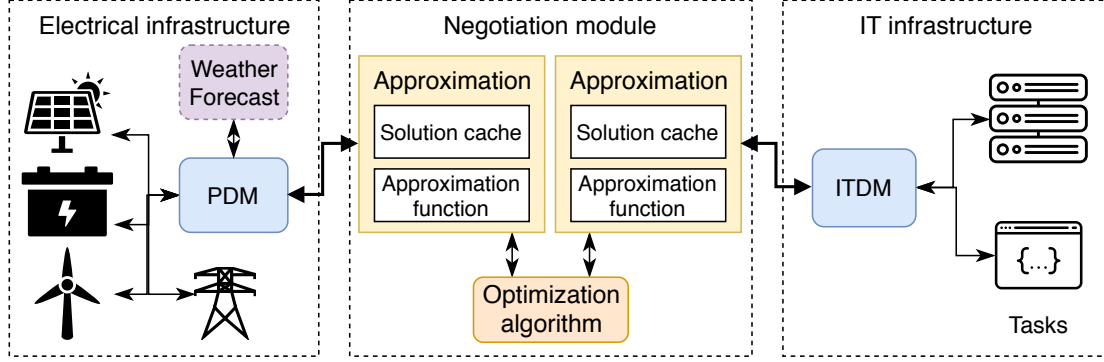 Electrical infrastructure
Weather
Forecast
PDM
Negotiation module
Approximation
Solution cache
Approximation
function
Approximation
Solution cache
Approximation
function
Optimization
algorithm
IT infrastructure
ITDM
{...}
Tasks